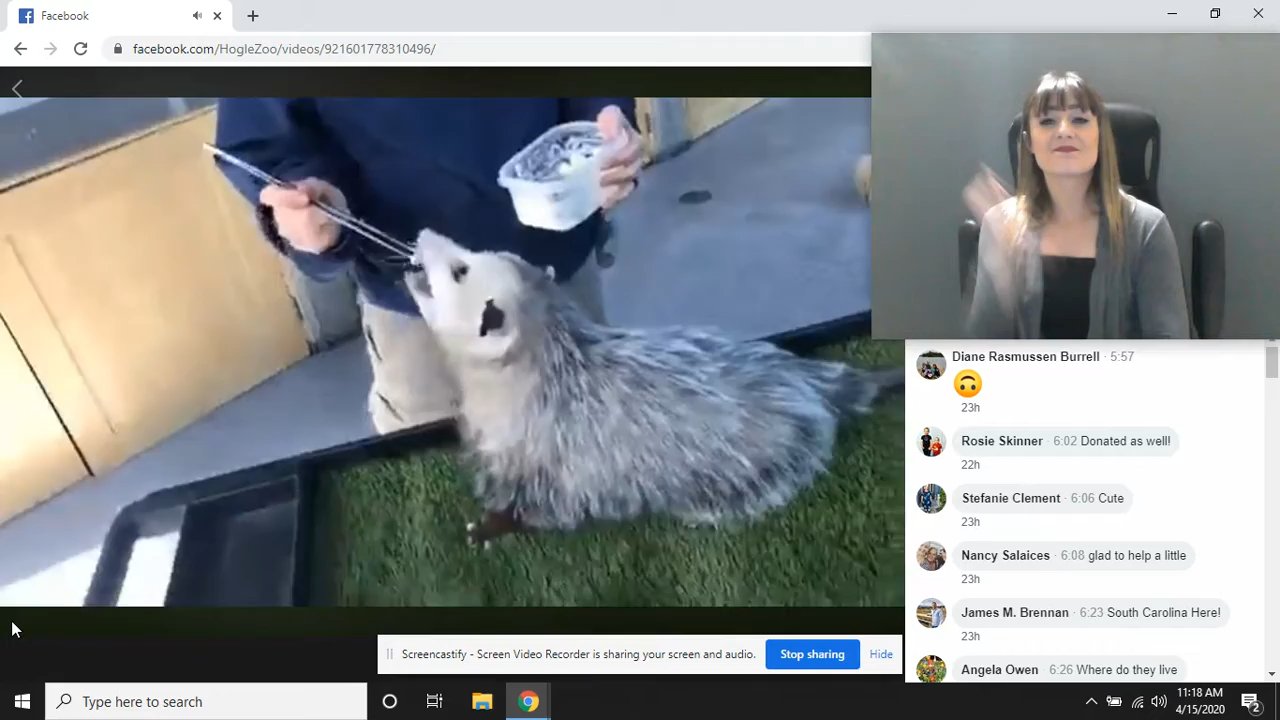 Facebook
facebook.com/HogleZoo/videos/921601778310496/
Diane Rasmussen Burrell · 5:57
23h
Rosie Skinner · 6:02 Donated as well!
22h
Stefanie Clement · 6:06 Cute
23h
Nancy Salaices · 6:08 glad to help a little
23h
James M. Brennan · 6:23 South Carolina Here!
23h
Angela Owen · 6:26 Where do they live
Screencastify - Screen Video Recorder is sharing your screen and audio.
Stop sharing
Hide
Type here to search
11:18 AM
4/15/2020
2